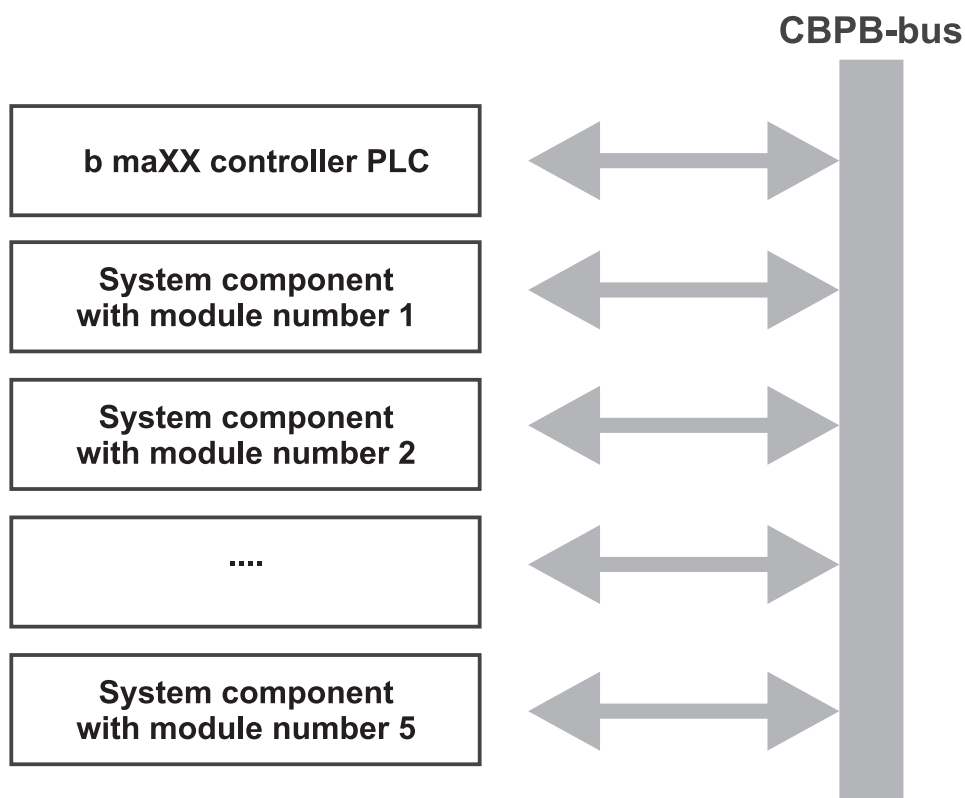 CBPB-bus
b maXX controller PLC
System component
with module number 1
System component
with module number 2
....
System component
with module number 5